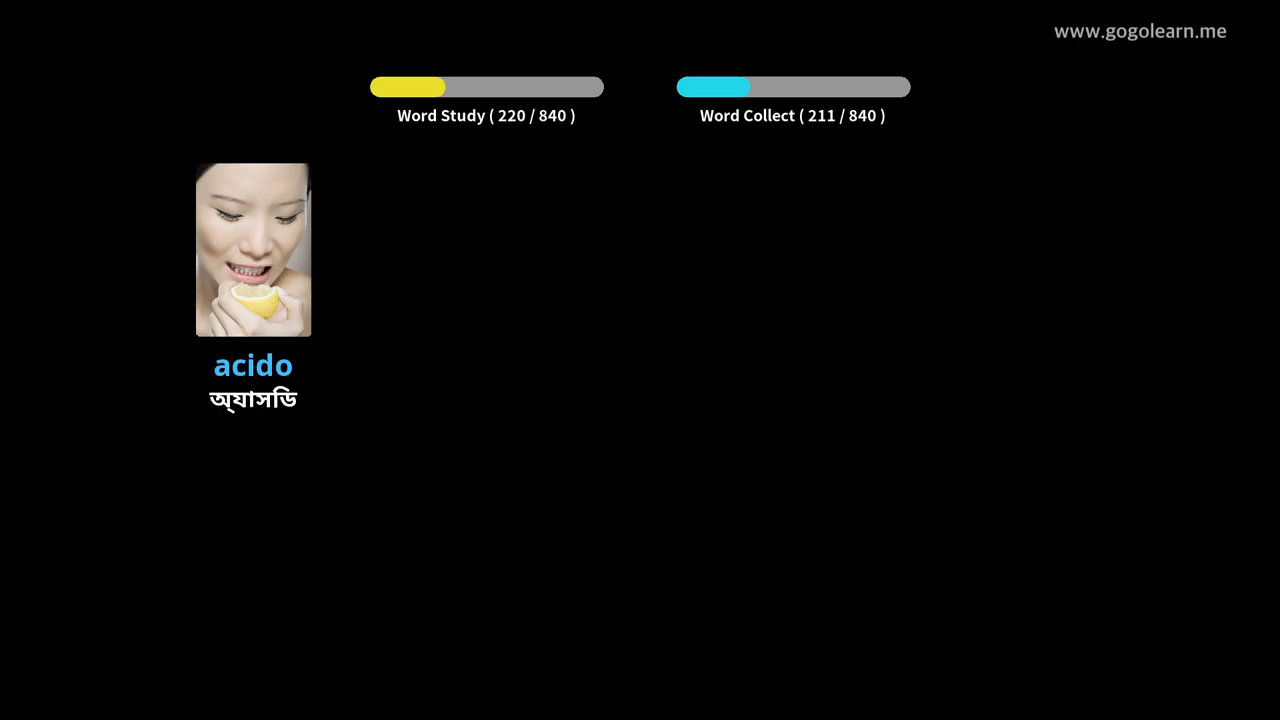 www.gogolearn.me
Word Study ( 220 / 840 )
Word Collect ( 211 / 840 )
acido
অ্যাসডি